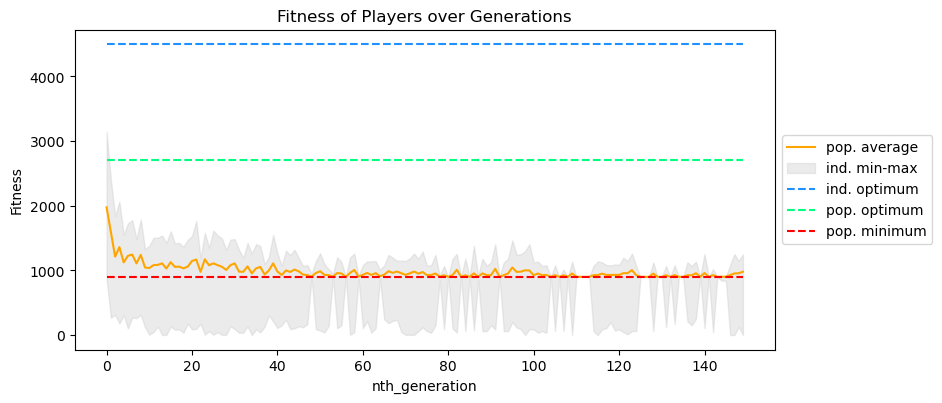 Fitness of Players over Generations
Fitness
4000
3000
2000
1000
0
0
20
40
60
80
100
120
140
nth_generation
pop. average
ind. min-max
ind. optimum
pop. optimum
pop. minimum